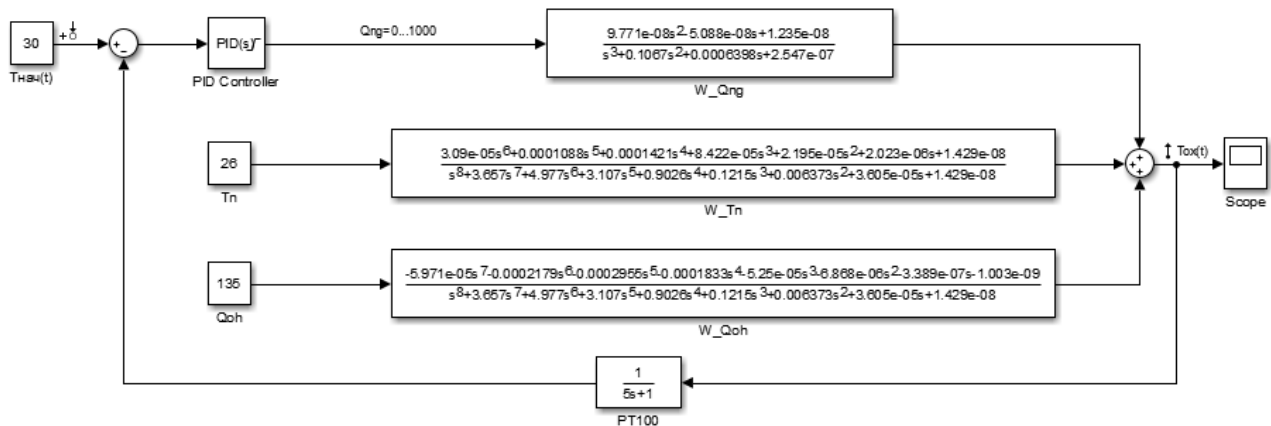 30
Tнач(t)
+
+
−
PID(s)
PID Controller
Qng=0...1000
9.771e-08s2-5.088e-08s+1.235e-08
s3+0.1067s2+0.0006398s+2.547e-07
W_Qng
26
Tn
3.09e-05s6+0.0001088s5+0.0001421s4+8.422e-05s3+2.195e-05s2+2.023e-06s+1.429e-08
s8+3.657s7+4.977s6+3.107s5+0.9026s4+0.1215s3+0.006373s2+3.605e-05s+1.429e-08
W_Tn
+
+
+
Tox(t)
Scope
135
Qoh
-5.971e-05s7-0.0002179s6-0.0002955s5-0.0001833s4-5.25e-05s3-6.868e-06s2-3.389e-07s-1.003e-09
s8+3.657s7+4.977s6+3.107s5+0.9026s4+0.1215s3+0.006373s2+3.605e-05s+1.429e-08
W_Qoh
1
5s+1
PT100